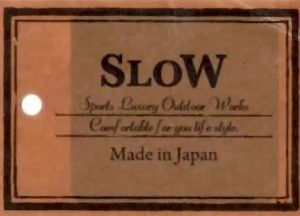 SLOW
Sports Luxury Outdoor Works
Comfortable for you life style.
Made in Japan